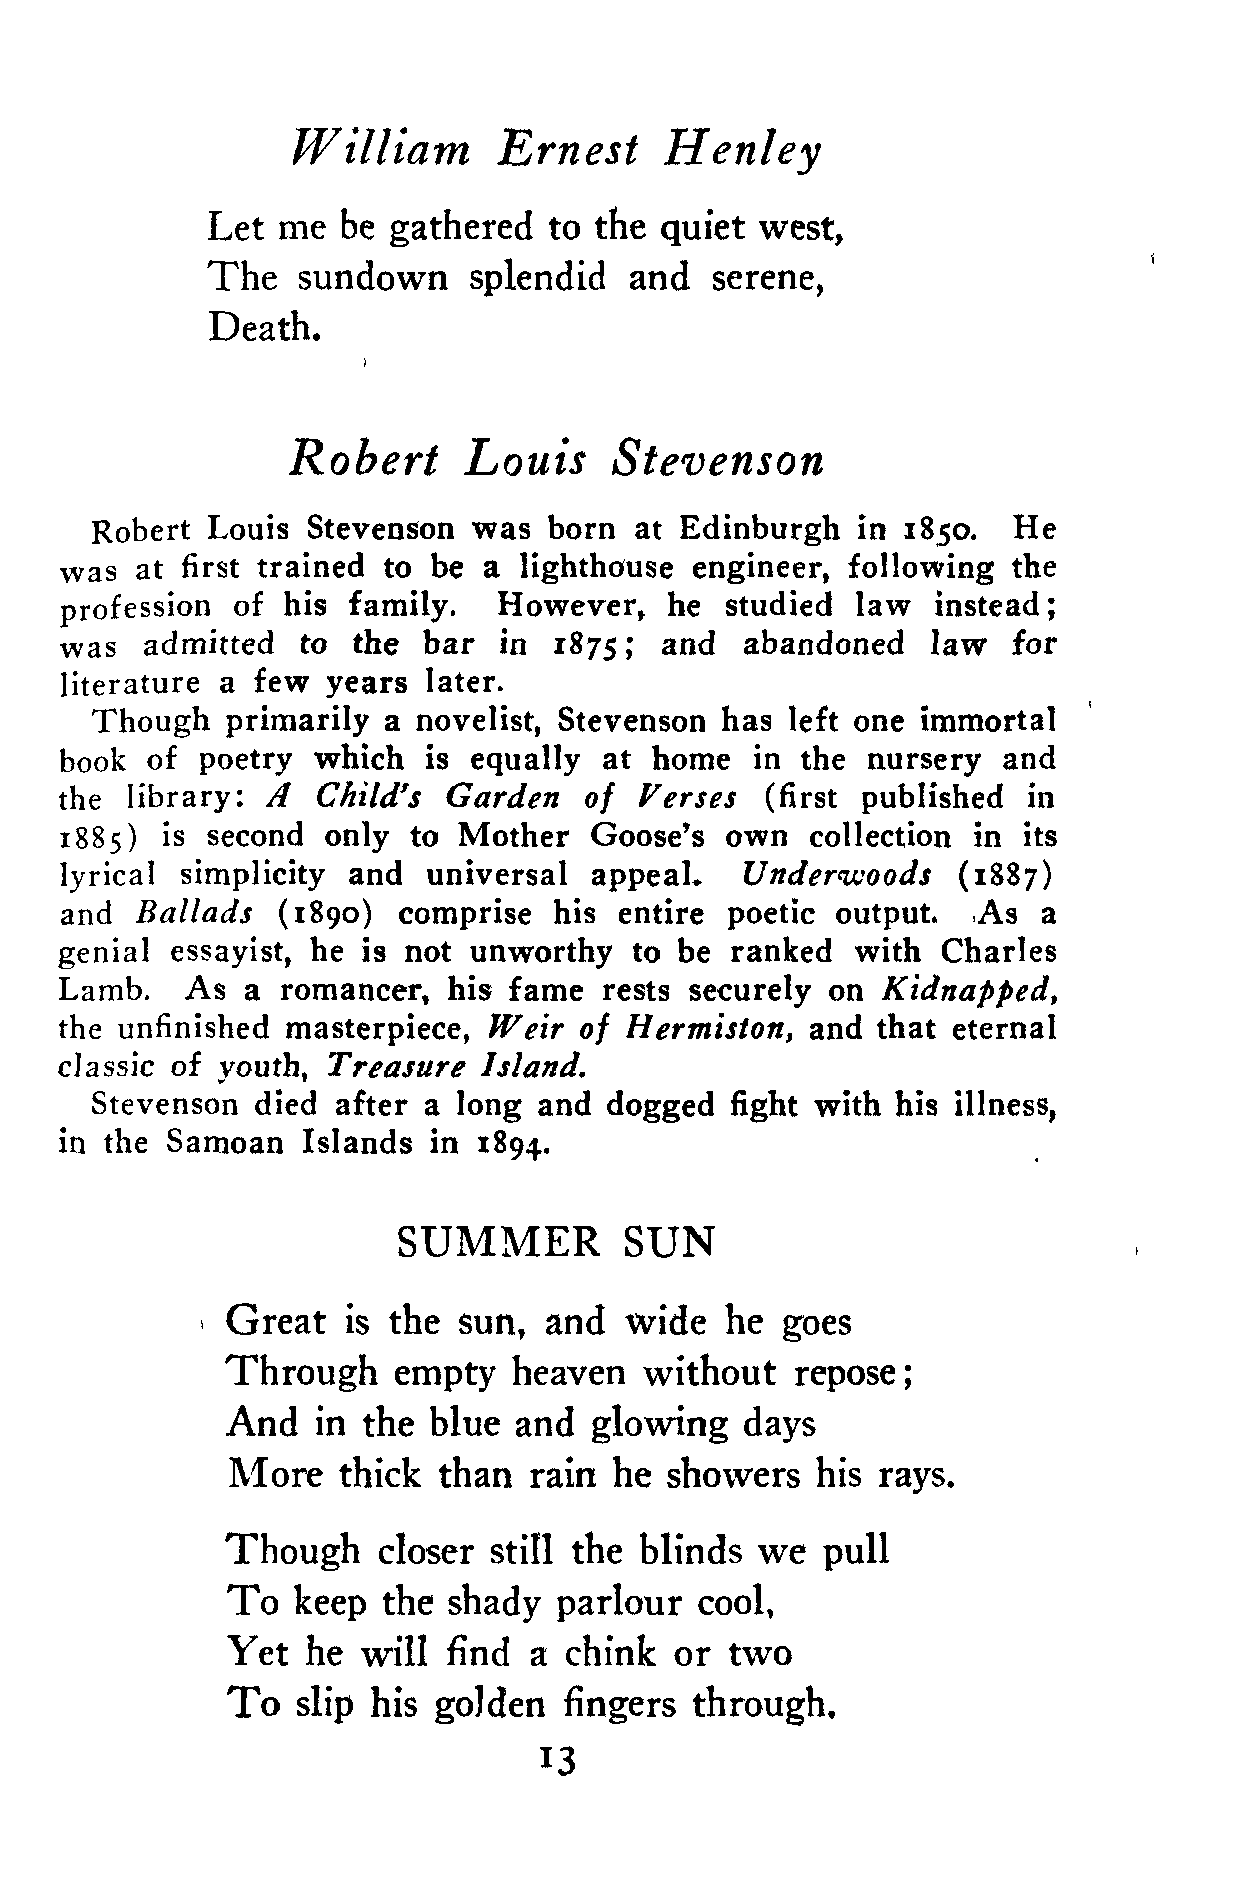 William Ernest Henley
Let me be gathered to the quiet west,
The sundown splendid and serene,
Death.
Robert Louis Stevenson
Robert Louis Stevenson was born at Edinburgh in 1850. He
was at first trained to be a lighthouse engineer, following the
profession of his family. However, he studied law instead;
was admitted to the bar in 1875; and abandoned law for
literature a few years later.
Though primarily a novelist, Stevenson has left one immortal
book of poetry which is equally at home in the nursery and
the library: A Child's Garden of Verses (first published in
1885) is second only to Mother Goose's own collection in its
lyrical simplicity and universal appeal. Underwoods (1887)
and Ballads (1890) comprise his entire poetic output. As a
genial essayist, he is not unworthy to be ranked with Charles
Lamb. As a romancer, his fame rests securely on Kidnapped,
the unfinished masterpiece, Weir of Hermiston, and that eternal
classic of youth, Treasure Island.
Stevenson died after a long and dogged fight with his illness,
in the Samoan Islands in 1894.
SUMMER SUN
Great is the sun, and wide he goes
Through empty heaven without repose;
And in the blue and glowing days
More thick than rain he showers his rays.
Though closer still the blinds we pull
To keep the shady parlour cool,
Yet he will find a chink or two
To slip his golden fingers through.
13